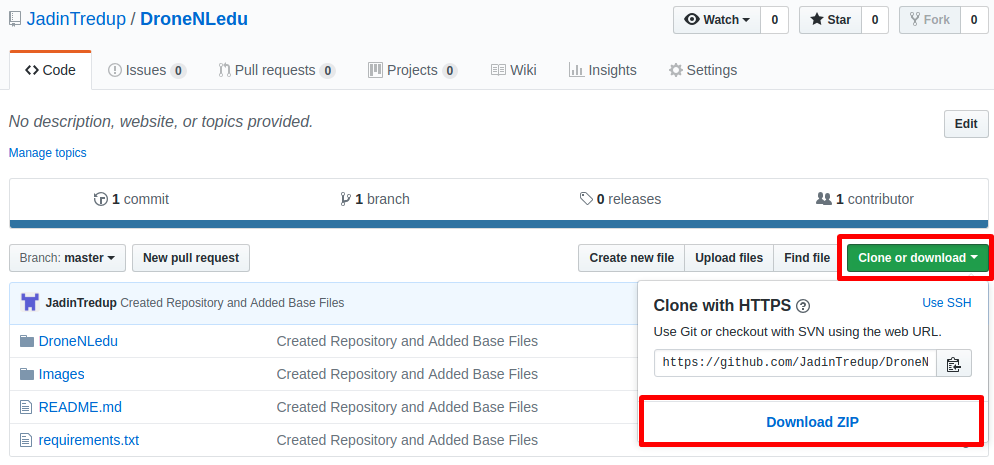 JadinTredup / DroneNLedu
Watch 0 Star 0 Fork 0
Code Issues 0 Pull requests 0 Projects 0 Wiki Insights Settings
No description, website, or topics provided.
Edit
Manage topics
1 commit 1 branch 0 releases 1 contributor
Branch: master New pull request Create new file Upload files Find file Clone or download
JadinTredup Created Repository and Added Base Files
Clone with HTTPS ? Use SSH
Use Git or checkout with SVN using the web URL.
https://github.com/JadinTredup/DroneN
Download ZIP
DroneNLedu Created Repository and Added Base Files
Images Created Repository and Added Base Files
README.md Created Repository and Added Base Files
requirements.txt Created Repository and Added Base Files